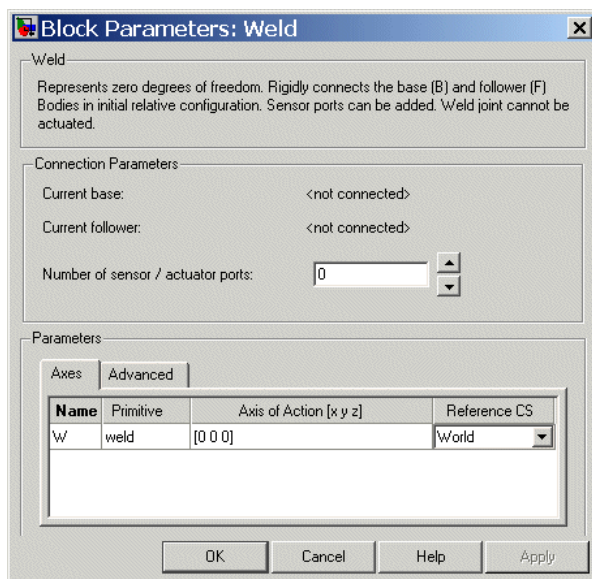 Block Parameters: Weld
Weld
Represents zero degrees of freedom. Rigidly connects the base (B) and follower (F)
Bodies in initial relative configuration. Sensor ports can be added. Weld joint cannot be
actuated.
Connection Parameters
Current base: <not connected>
Current follower: <not connected>
Number of sensor / actuator ports: 0
Parameters
Axes Advanced
Name Primitive Axis of Action [x y z] Reference CS
W weld [0 0 0] World
OK Cancel Help Apply